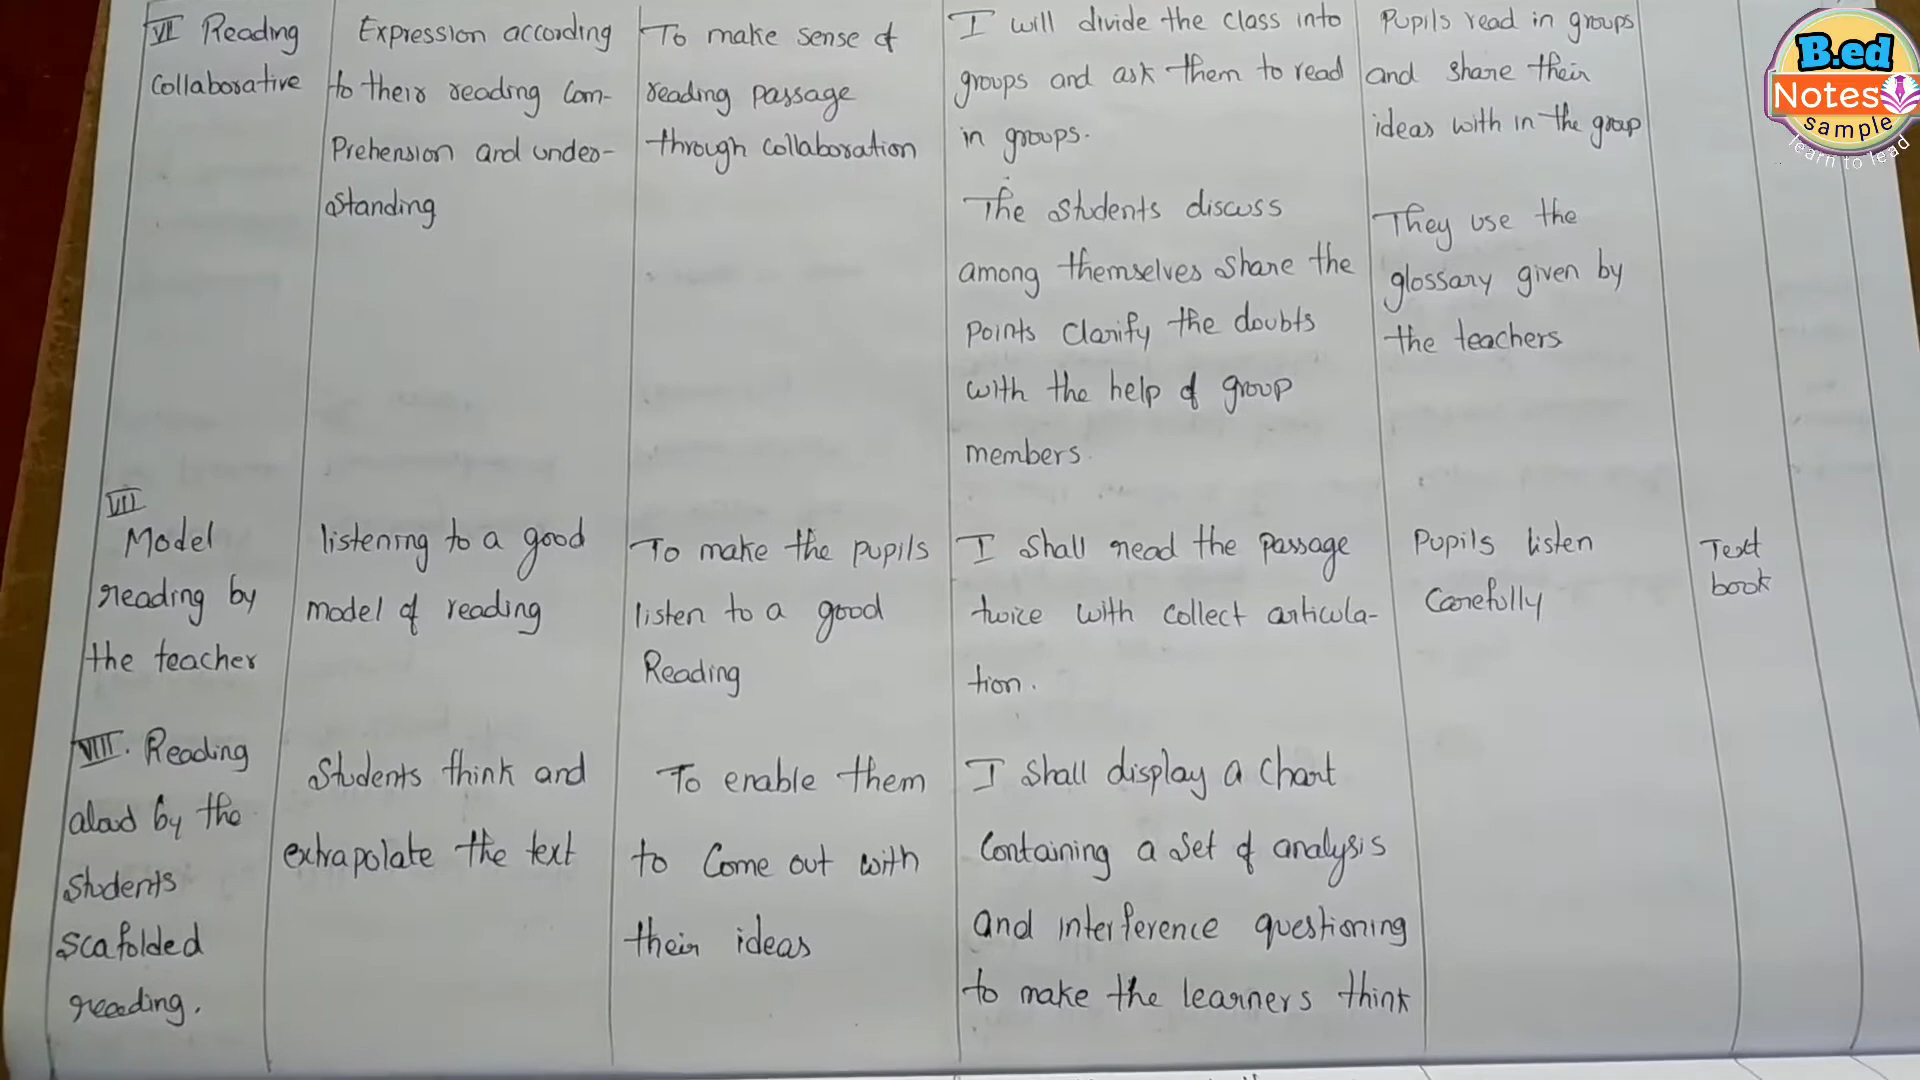 VI Reading
Collaborative
Expression according
to their reading Com-
Prehension and under-
standing
To make sense of
reading passage
through collaboration
I will divide the class into
groups and ask them to read
in groups.
The students discuss
among themselves share the
points clarify the doubts
with the help of group
members.
Pupils read in groups
and share their
ideas with in the group
They use the
glossary given by
the teachers
VII
Model
reading by
the teacher
listening to a good
model of reading
To make the pupils
listen to a good
Reading
I shall read the passage
twice with collect articula-
tion.
Pupils listen
Carefully
Text
book
VIII. Reading
aloud by the
students
scafolded
reading.
Students think and
extrapolate the text
To enable them
to Come out with
their ideas
I shall display a chart
Containing a set of analysis
and interference questioning
to make the learners think
B.ed
Notes
sample
learn to lead